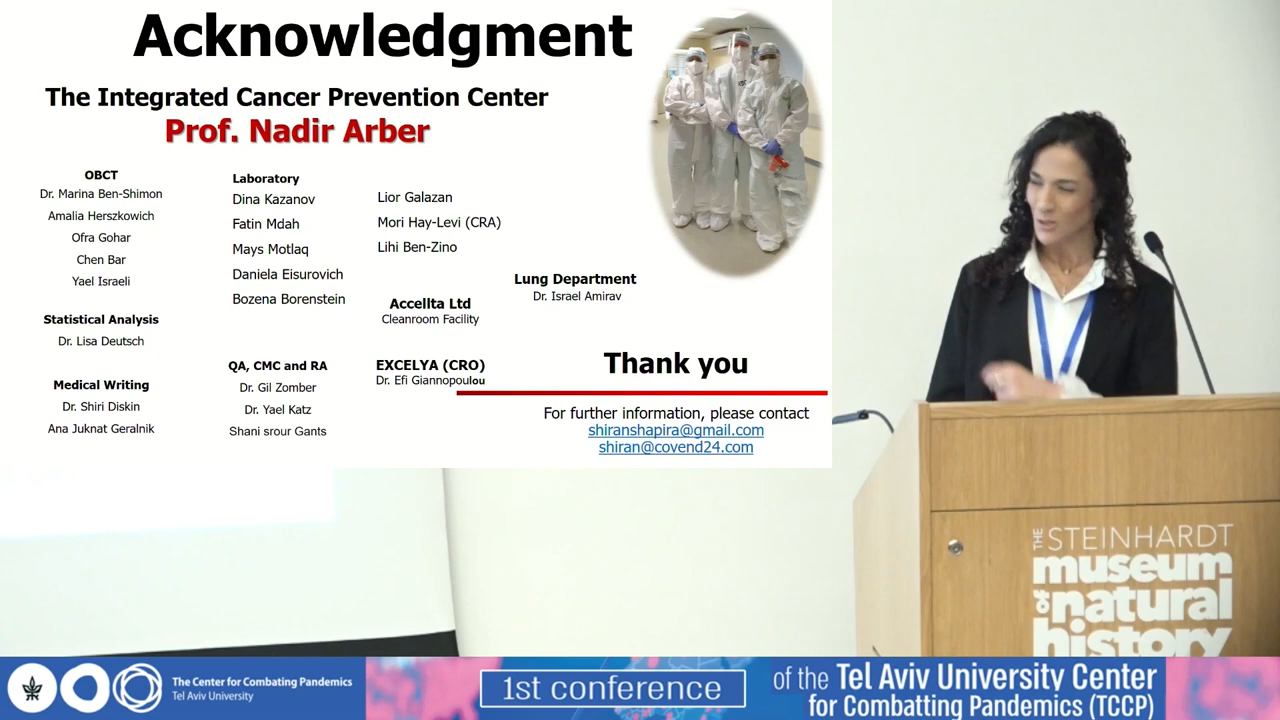 Acknowledgment
The Integrated Cancer Prevention Center
Prof. Nadir Arber
OBCT
Dr. Marina Ben-Shimon
Amalia Herszkowich
Ofra Gohar
Chen Bar
Yael Israeli
Statistical Analysis
Dr. Lisa Deutsch
Medical Writing
Dr. Shiri Diskin
Ana Juknat Geralnik
Laboratory
Dina Kazanov
Fatin Mdah
Mays Motlaq
Daniela Eisurovich
Bozena Borenstein
QA, CMC and RA
Dr. Gil Zomber
Dr. Yael Katz
Shani srour Gants
Lior Galazan
Mori Hay-Levi (CRA)
Lihi Ben-Zino
Accellta Ltd
Cleanroom Facility
EXCELYA (CRO)
Dr. Efi Giannopoulou
Lung Department
Dr. Israel Amirav
Thank you
For further information, please contact
shiranshapira@gmail.com
shiran@covend24.com
THE STEINHARDT
museum
of natural
history
The Center for Combating Pandemics
Tel Aviv University
1st conference
of the Tel Aviv University Center
for Combatting Pandemics (TCCP)